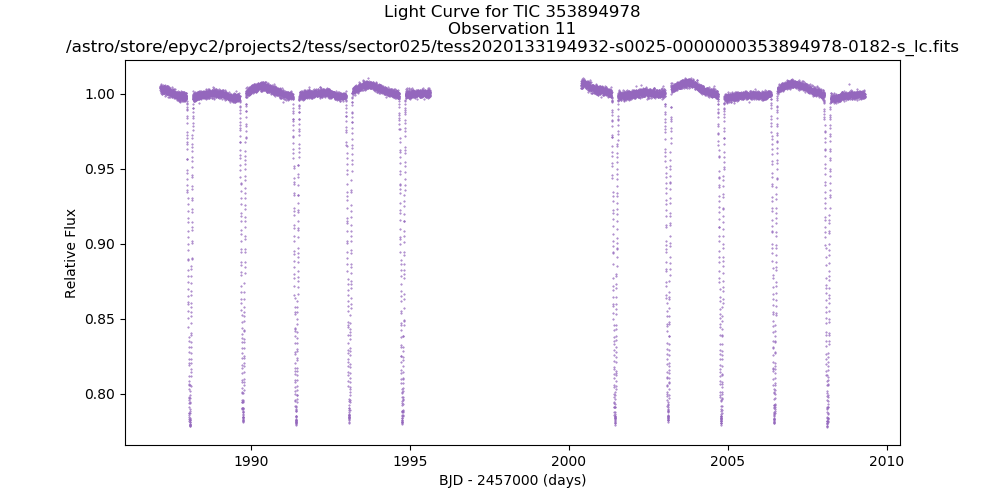 Light Curve for TIC 353894978
Observation 11
/astro/store/epyc2/projects2/tess/sector025/tess2020133194932-s0025-0000000353894978-0182-s_lc.fits
1.00
0.95
0.90
0.85
0.80
Relative Flux
1990
1995
2000
2005
2010
BJD - 2457000 (days)